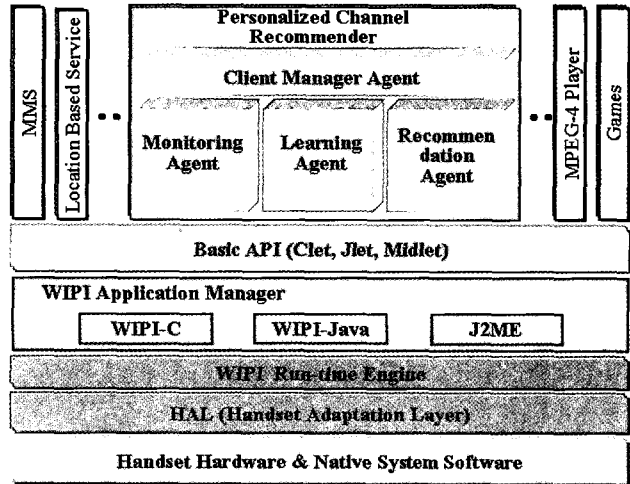 MMS
Location Based Service
Personalized Channel
Recommender
Client Manager Agent
Monitoring
Agent
Learning
Agent
Recommen
dation
Agent
MPEG-4 Player
Games
Basic API (Clet, Jlet, Midlet)
WIPI Application Manager
WIPI-C
WIPI-Java
J2ME
WIPI Run-time Engine
HAL (Handset Adaptation Layer)
Handset Hardware & Native System Software